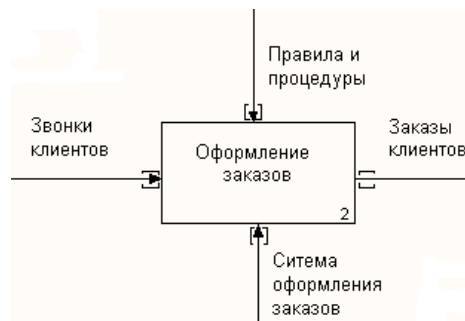 Правила и
процедуры
Звонки
клиентов
Оформление
заказов
2
Заказы
клиентов
Ситема
оформления
заказов